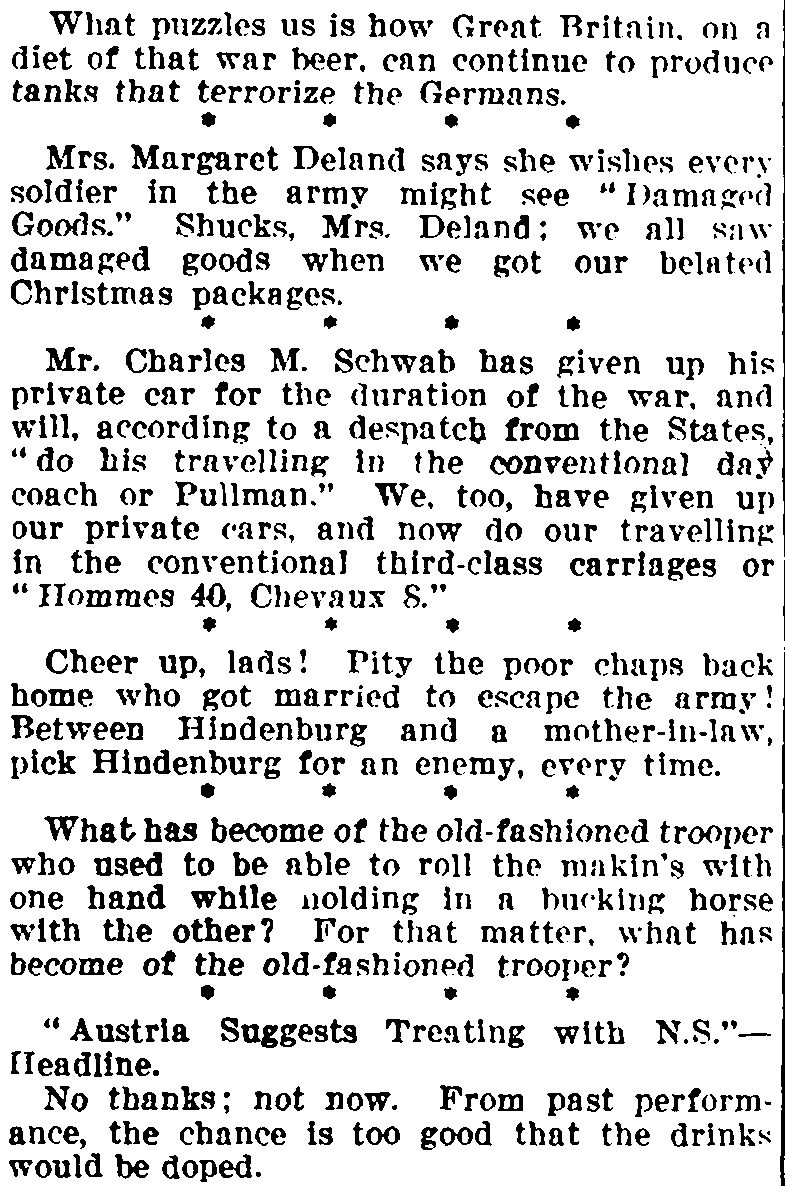 What puzzles us is how Great Britain, on a
diet of that war beer, can continue to produce
tanks that terrorize the Germans.
* * * *
Mrs. Margaret Deland says she wishes every
soldier in the army might see "Damaged
Goods." Shucks, Mrs. Deland; we all saw
damaged goods when we got our belated
Christmas packages.
* * * *
Mr. Charles M. Schwab has given up his
private car for the duration of the war, and
will, according to a despatch from the States,
"do his travelling in the conventional day
coach or Pullman." We, too, have given up
our private cars, and now do our travelling
in the conventional third-class carriages or
"Hommes 40, Chevaux 8."
* * * *
Cheer up, lads! Pity the poor chaps back
home who got married to escape the army!
Between Hindenburg and a mother-in-law,
pick Hindenburg for an enemy, every time.
* * * *
What has become of the old-fashioned trooper
who used to be able to roll the makin's with
one hand while holding in a bucking horse
with the other? For that matter, what has
become of the old-fashioned trooper?
* * * *
"Austria Suggests Treating with N.S."—
Headline.
No thanks; not now. From past perform-
ance, the chance is too good that the drinks
would be doped.